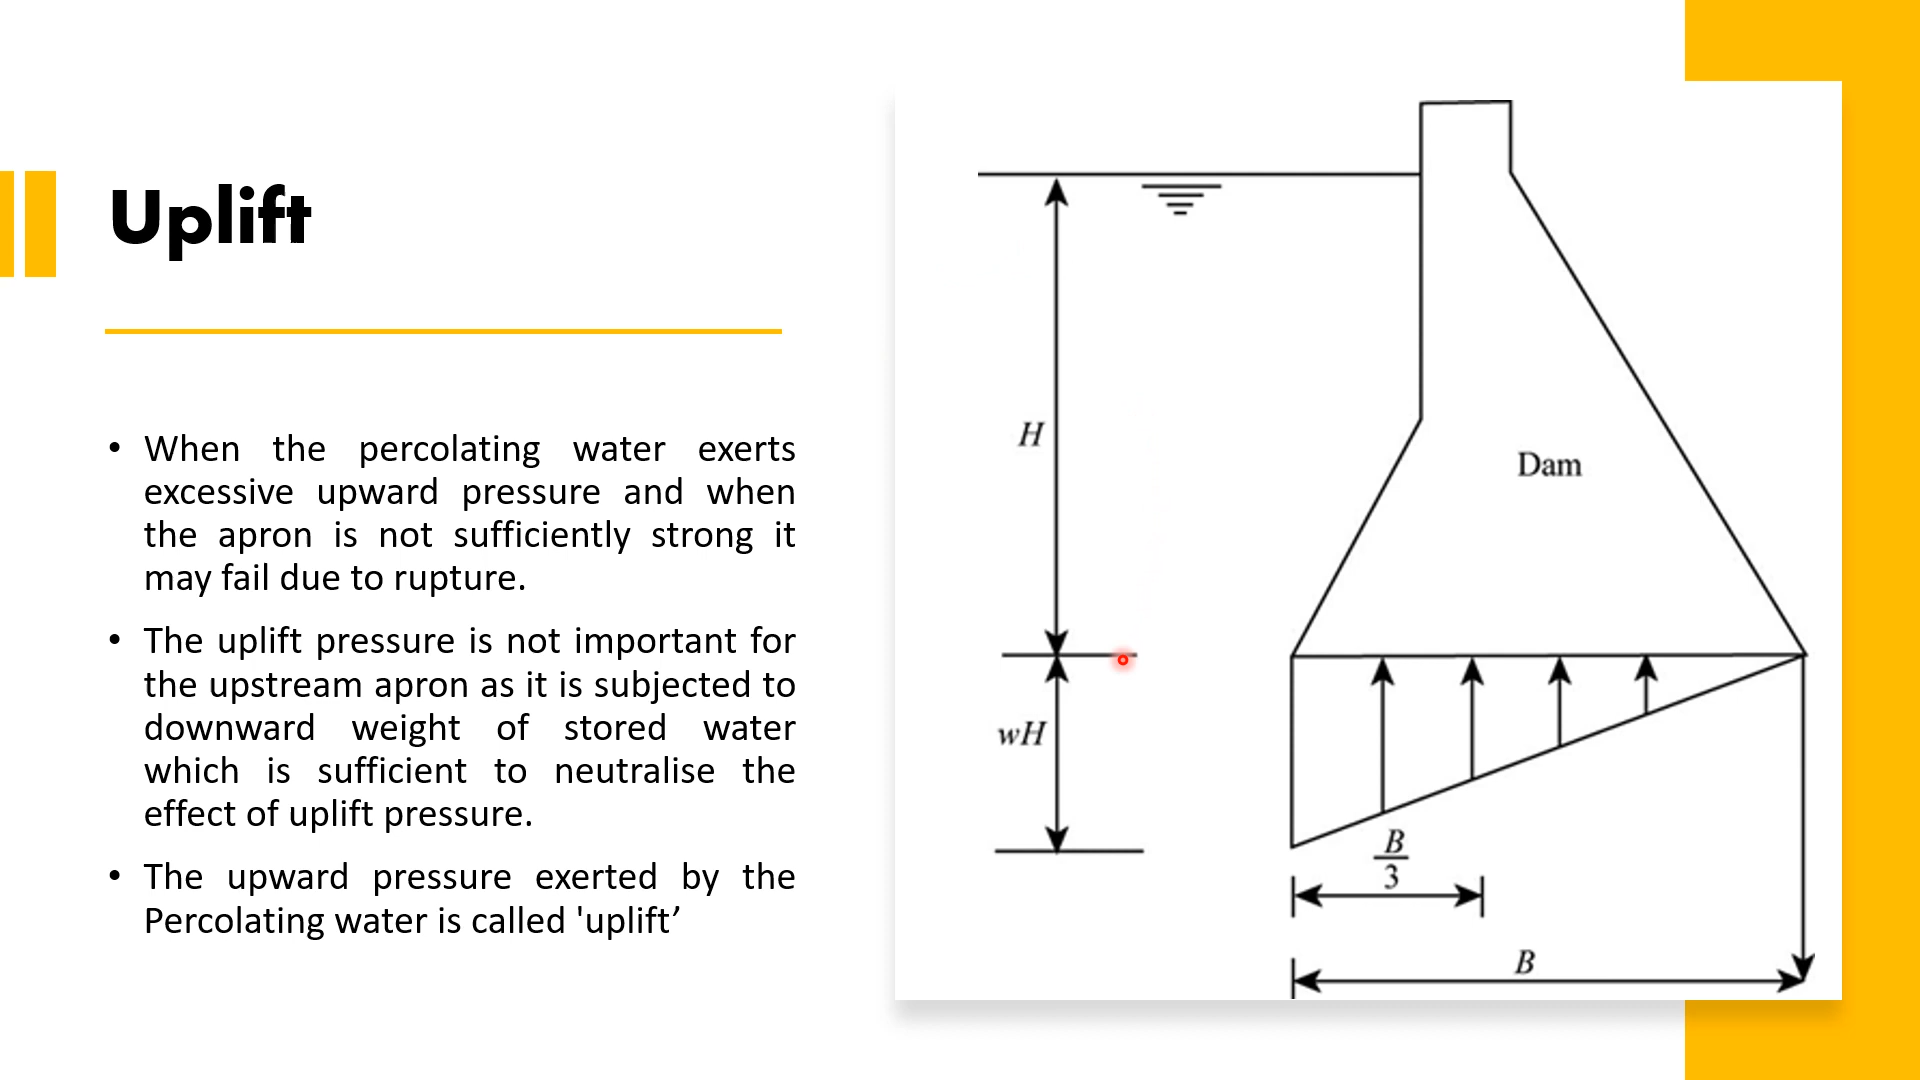 Uplift
• When the percolating water exerts
excessive upward pressure and when
the apron is not sufficiently strong it
may fail due to rupture.
• The uplift pressure is not important for
the upstream apron as it is subjected to
downward weight of stored water
which is sufficient to neutralise the
effect of uplift pressure.
• The upward pressure exerted by the
Percolating water is called 'uplift’
H
Dam
wH
B
3
B